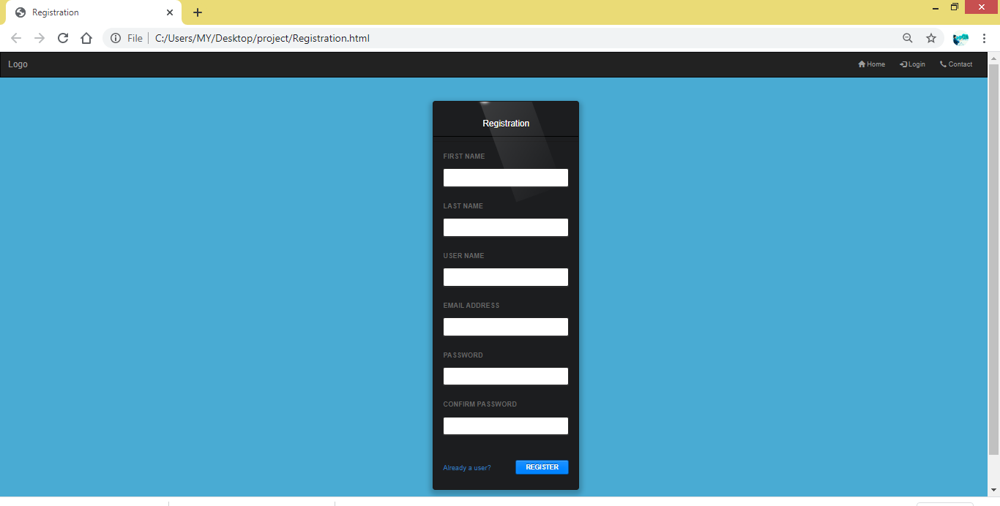 Registration
File C:/Users/MY/Desktop/project/Registration.html
Logo Home Login Contact
Registration
FIRST NAME
LAST NAME
USER NAME
EMAIL ADDRESS
PASSWORD
CONFIRM PASSWORD
Already a user? REGISTER